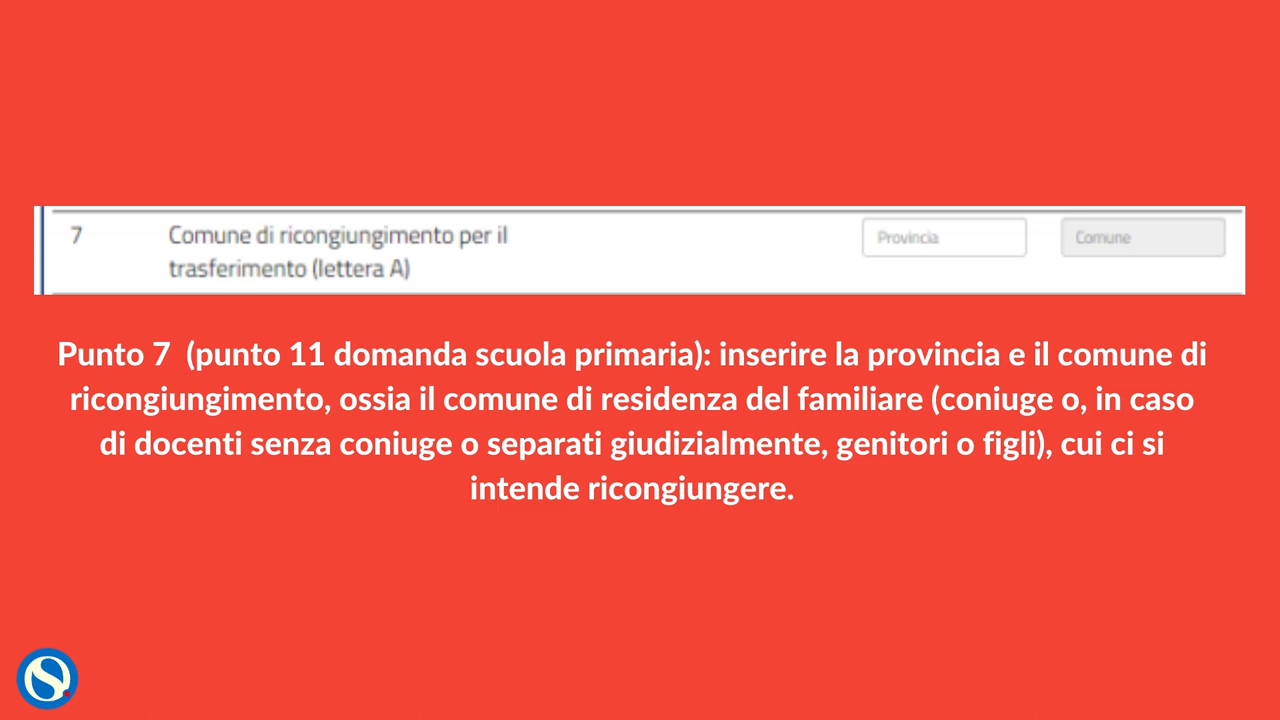 7 Comune di ricongiungimento per il Provincia Comune
trasferimento (lettera A)
Punto 7 (punto 11 domanda scuola primaria): inserire la provincia e il comune di
ricongiungimento, ossia il comune di residenza del familiare (coniuge o, in caso
di docenti senza coniuge o separati giudizialmente, genitori o figli), cui ci si
intende ricongiungere.
S